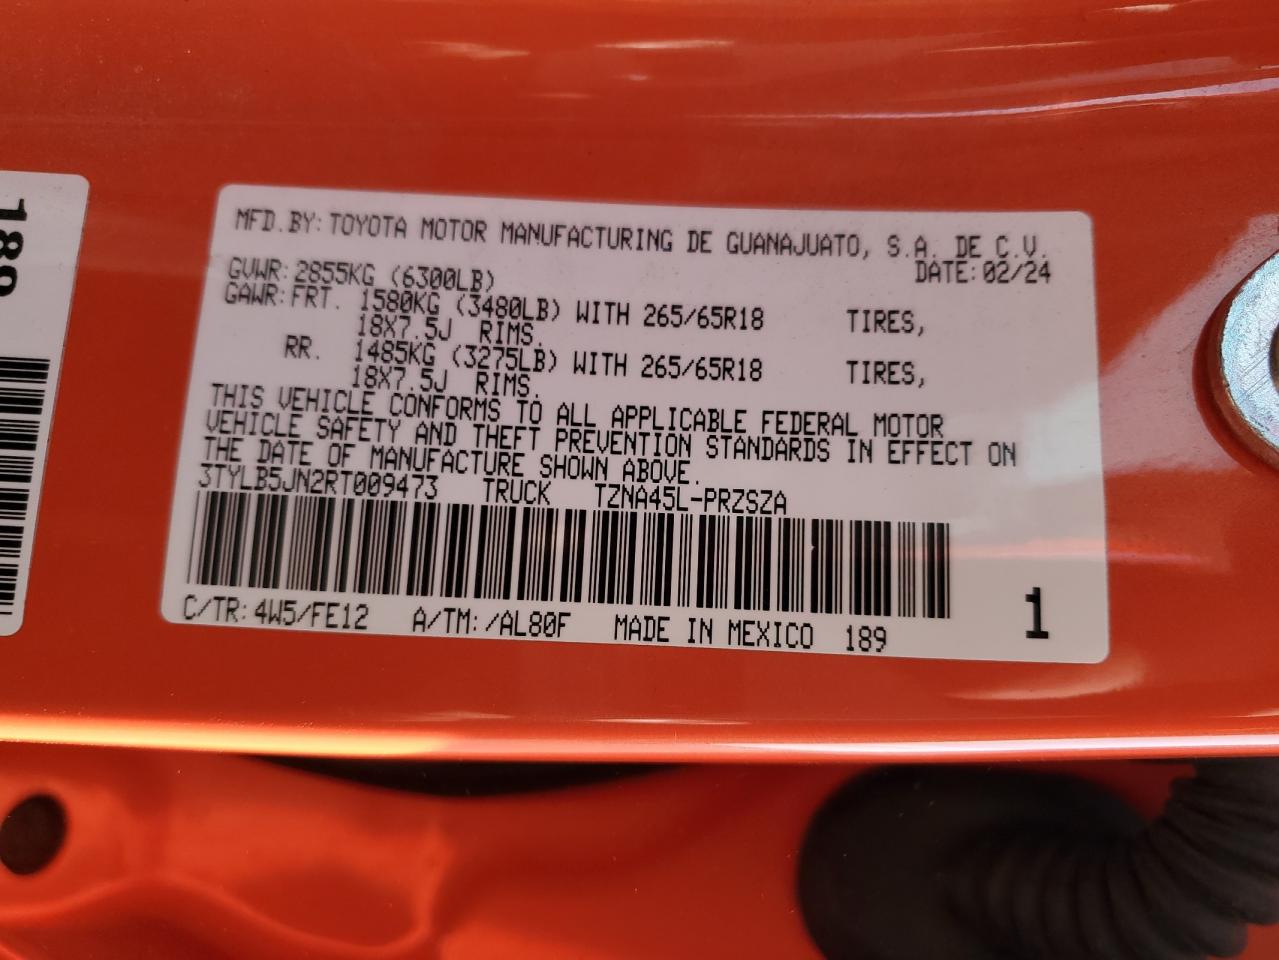 189
MFD. BY: TOYOTA MOTOR MANUFACTURING DE GUANAJUATO, S.A. DE C.V.
DATE: 02/24
GVWR: 2855KG (6300LB)
GAWR: FRT. 1580KG (3480LB) WITH 265/65R18 TIRES,
18X7.5J RIMS.
RR. 1485KG (3275LB) WITH 265/65R18 TIRES,
18X7.5J RIMS.
THIS VEHICLE CONFORMS TO ALL APPLICABLE FEDERAL MOTOR
VEHICLE SAFETY AND THEFT PREVENTION STANDARDS IN EFFECT ON
THE DATE OF MANUFACTURE SHOWN ABOVE.
3TYLB5JN2RT009473 TRUCK TZNA45L-PRZSZA
C/TR: 4W5/FE12 A/TM: /AL80F MADE IN MEXICO 189 1